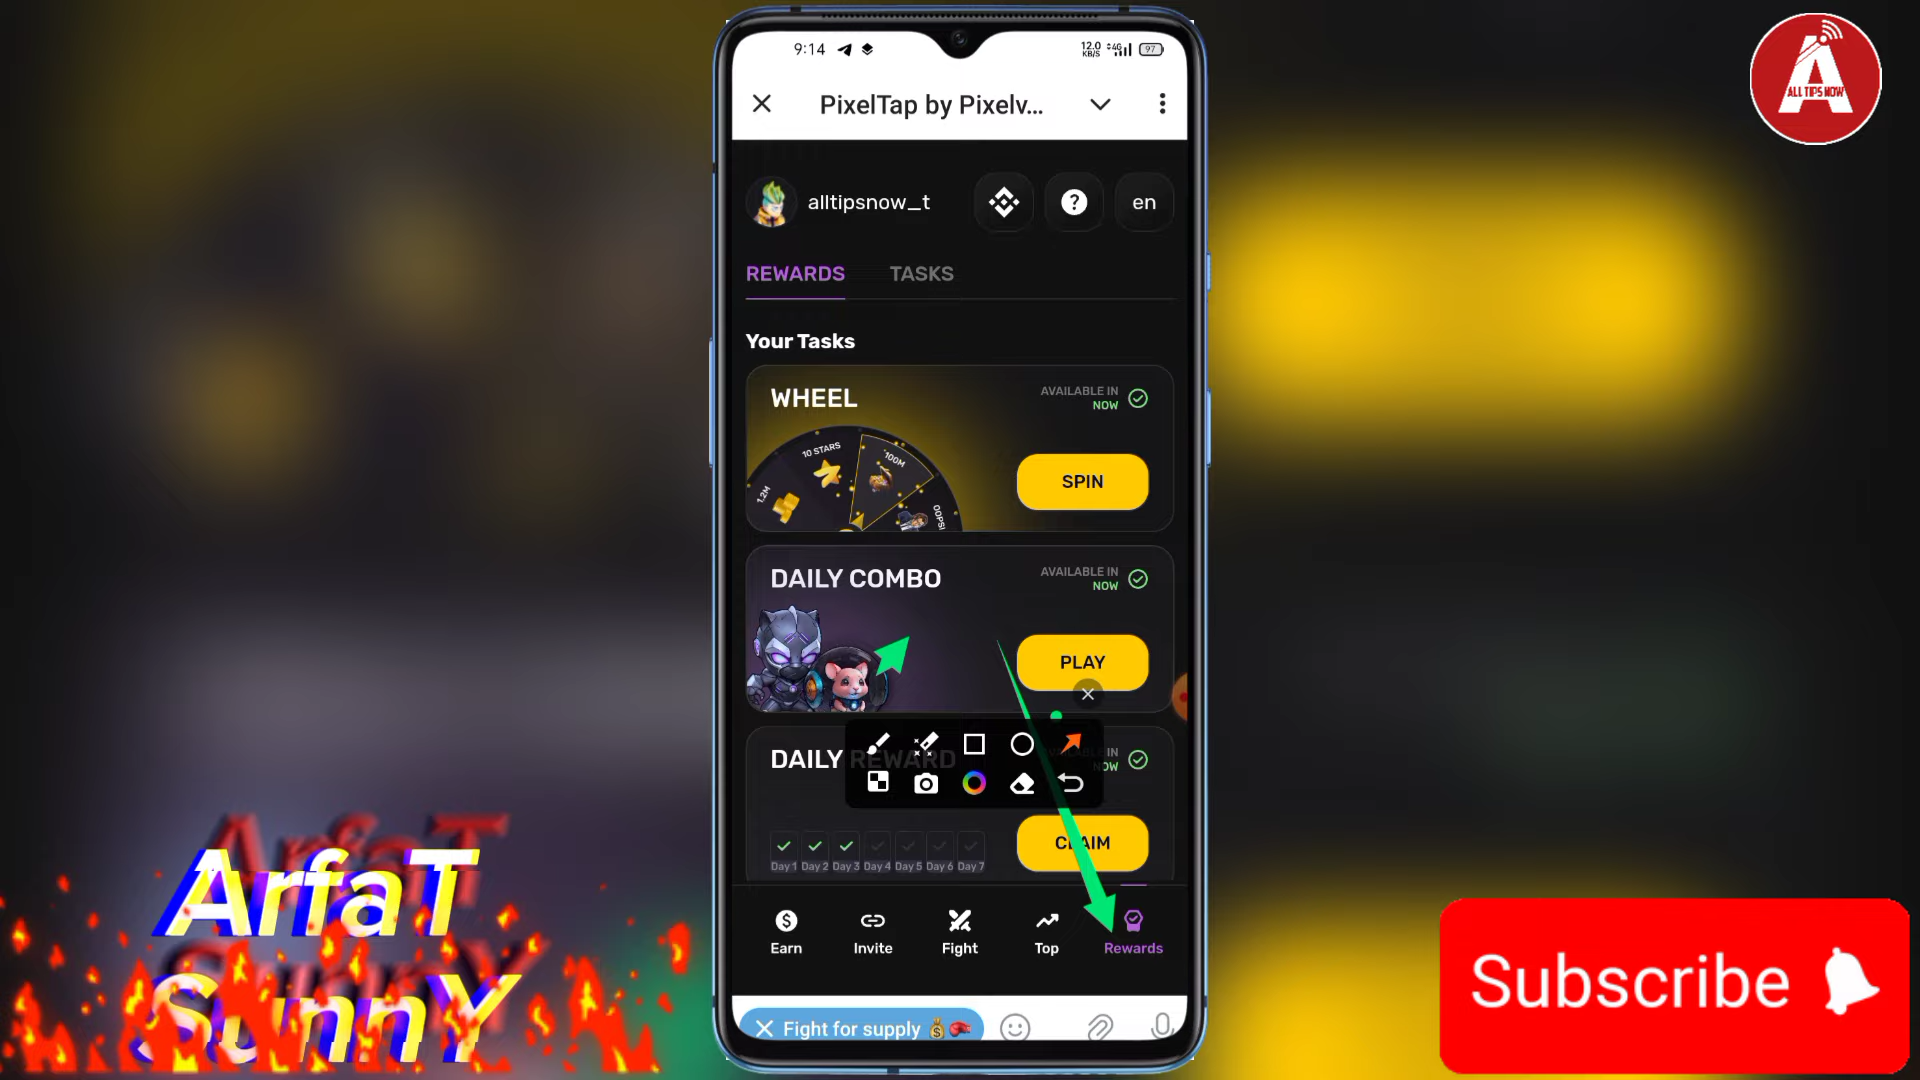 9:14
12.0
KB/S
4G
97
PixelTap by Pixelv...
A
ALL TIPS NOW
alltipsnow_t
en
REWARDS TASKS
Your Tasks
WHEEL
AVAILABLE IN
NOW
10 STARS
100M
1.2M
OOPS!
SPIN
DAILY COMBO
AVAILABLE IN
NOW
PLAY
DAILY REWARD
IN
OW
CLAIM
Day 1 Day 2 Day 3 Day 4 Day 5 Day 6 Day 7
Earn Invite Fight Top Rewards
Fight for supply
ArfaT
SunnY
Subscribe